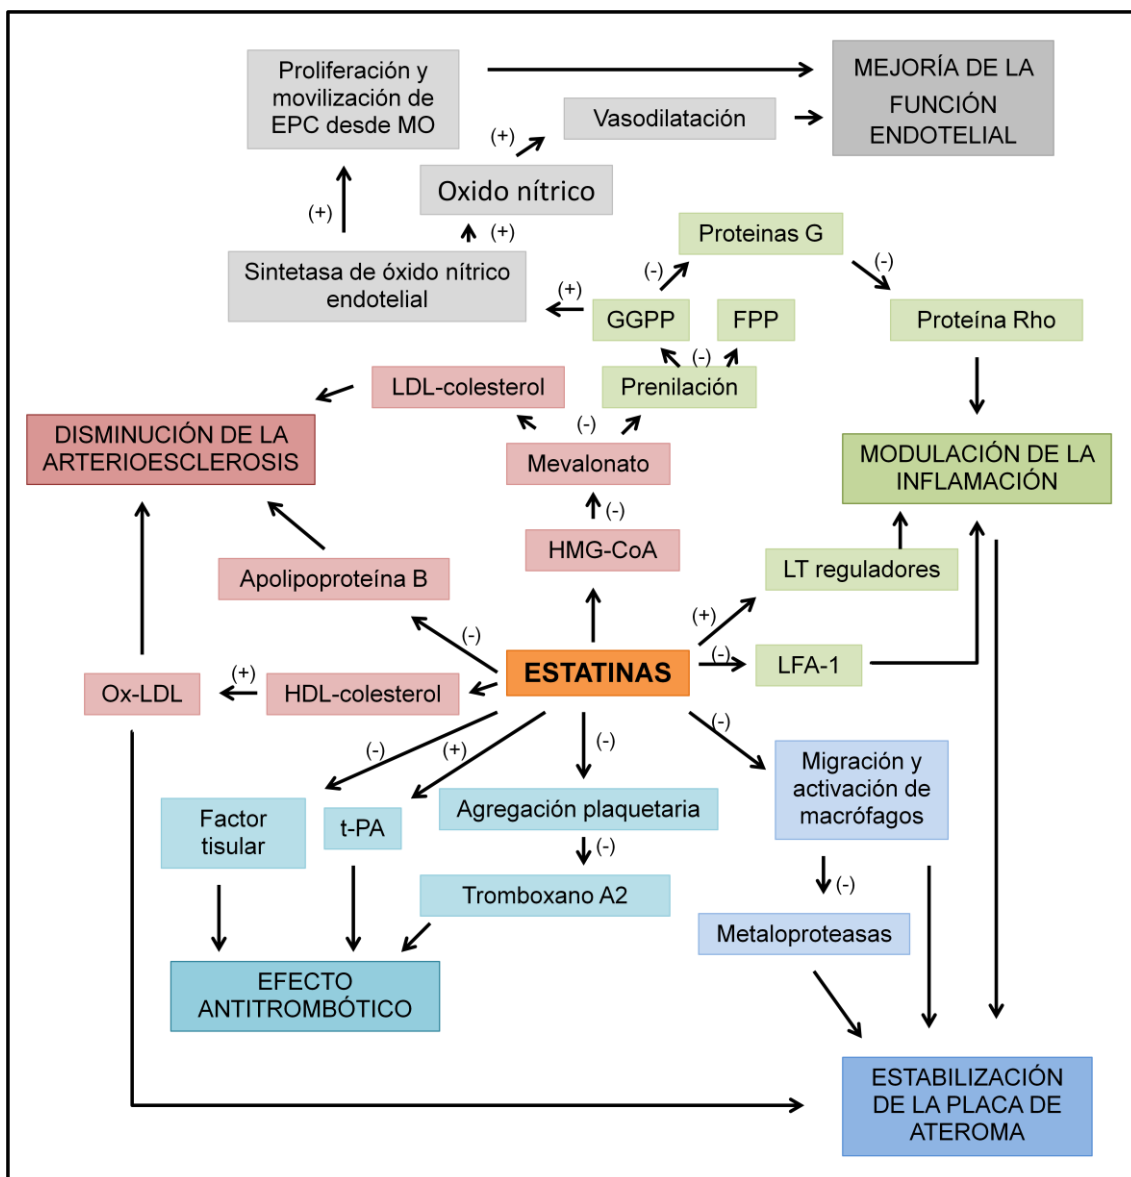 Proliferación y
movilización de
EPC desde MO
MEJORÍA DE LA
FUNCIÓN
ENDOTELIAL
Vasodilatación
(+)
Oxido nítrico
(+)
(+)
Proteinas G
Sintetasa de óxido nítrico
endotelial
(+)
(-)
(-)
GGPP
FPP
Proteína Rho
(-)
LDL-colesterol
Prenilación
DISMINUCIÓN DE LA
ARTERIOESCLEROSIS
(-)
Mevalonato
MODULACIÓN DE LA
INFLAMACIÓN
(-)
HMG-CoA
Apolipoproteína B
LT reguladores
(+)
(-)
ESTATINAS
(-)
LFA-1
Ox-LDL
(+)
HDL-colesterol
(-)
(+)
(-)
(-)
Factor
tisular
t-PA
Agregación plaquetaria
Migración y
activación de
macrófagos
(-)
Tromboxano A2
(-)
Metaloproteasas
EFECTO
ANTITROMBÓTICO
ESTABILIZACIÓN
DE LA PLACA DE
ATEROMA